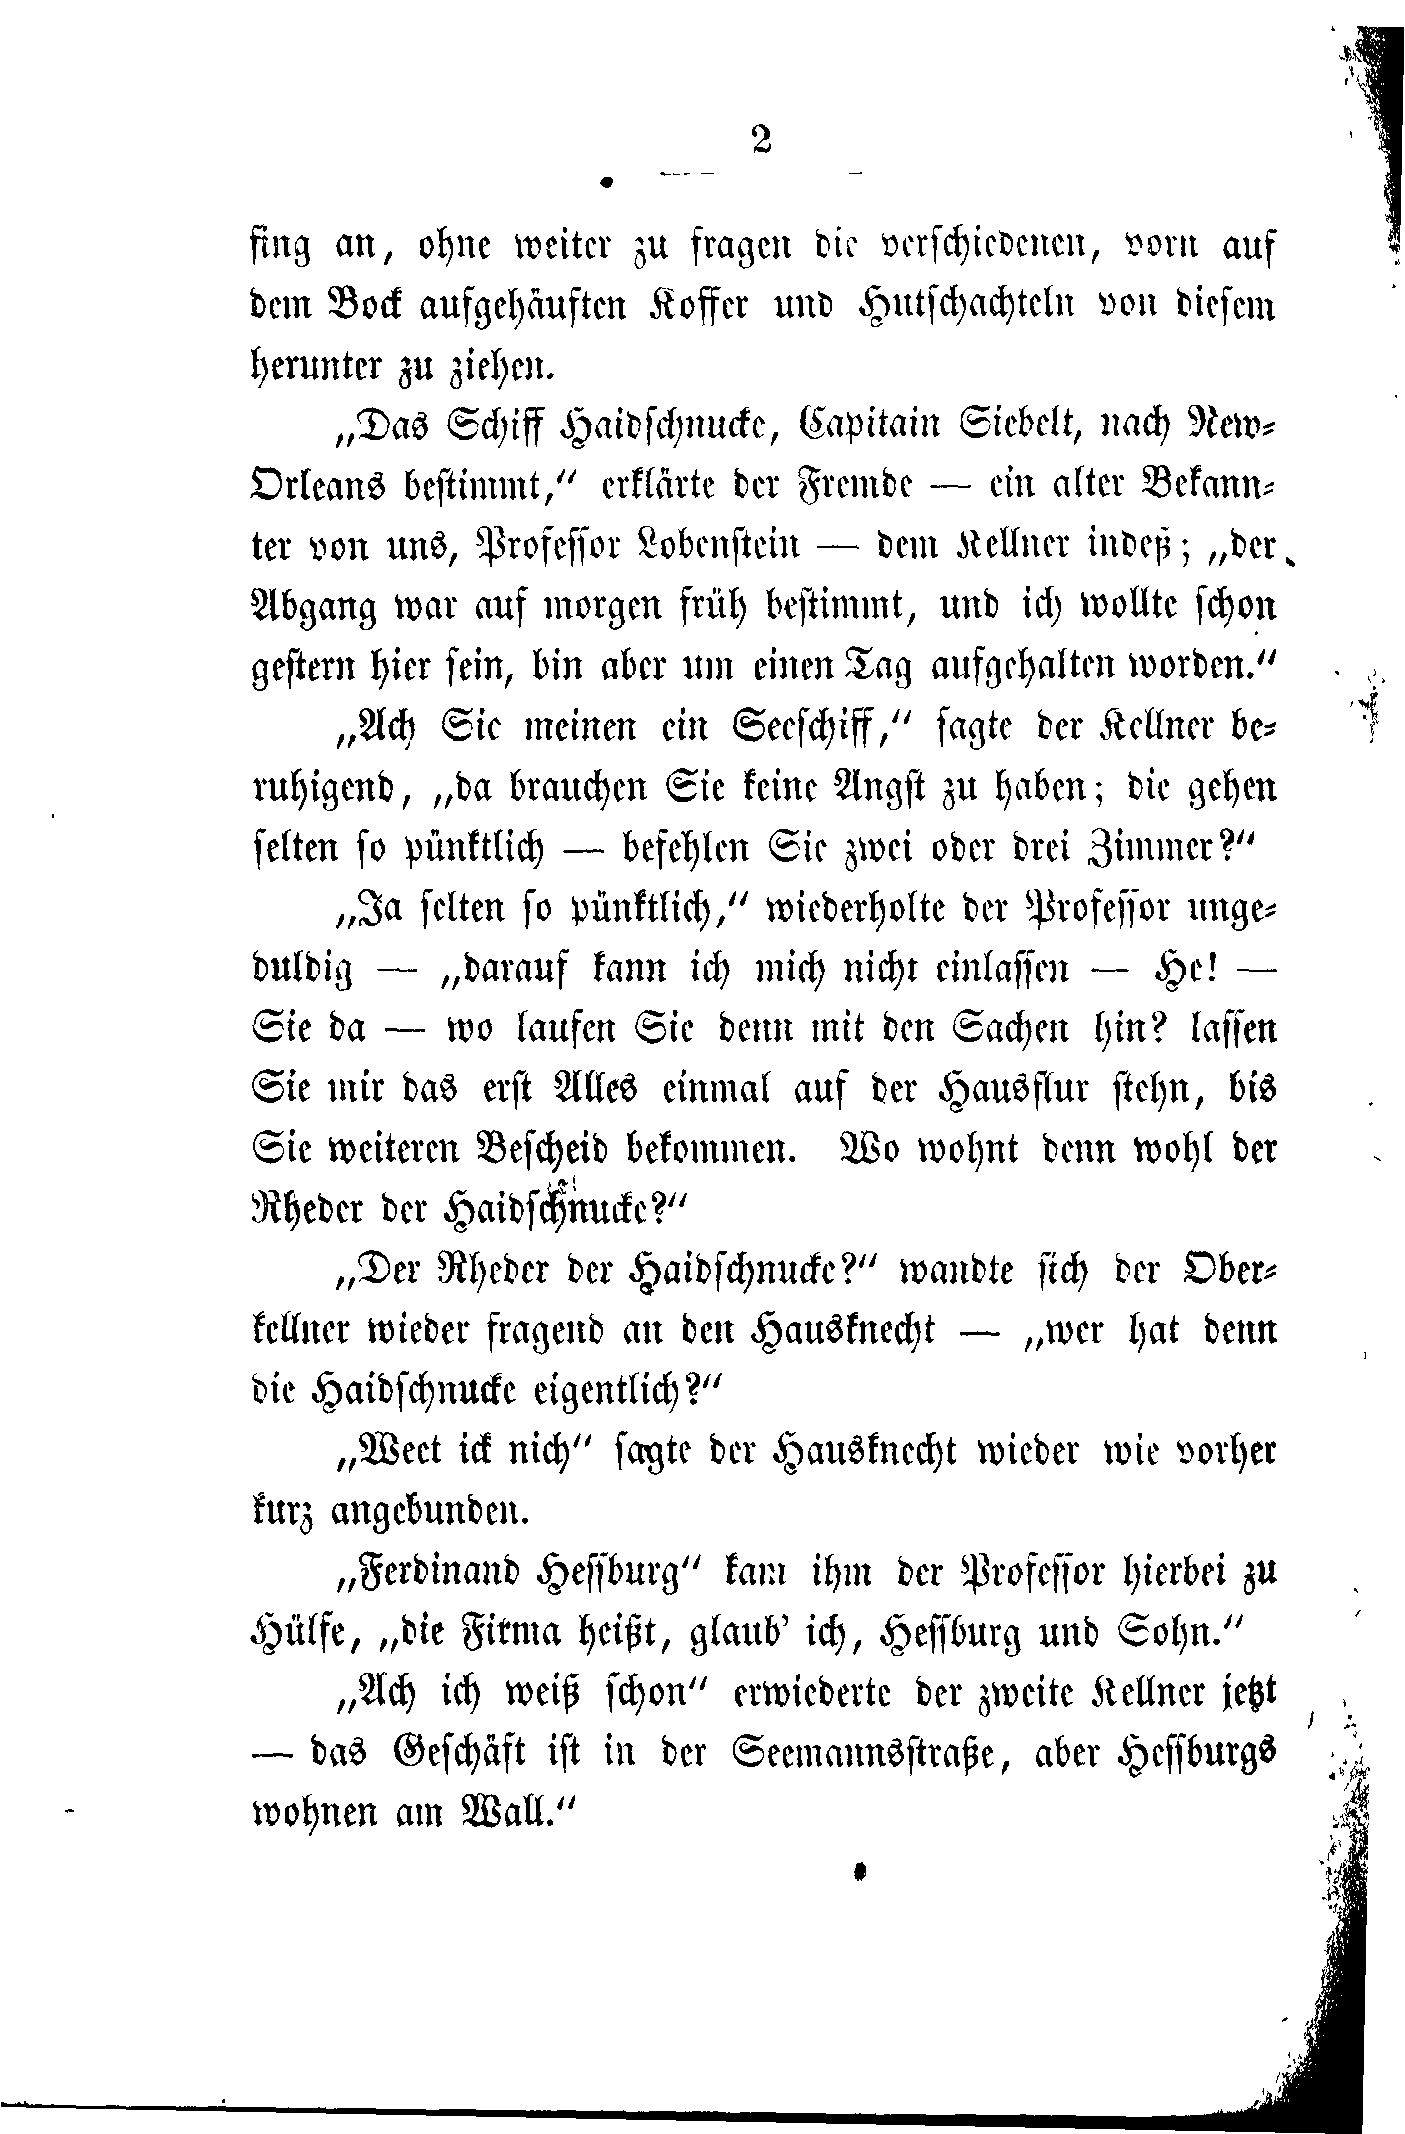 2
fing an, ohne weiter zu fragen die verschiedenen, vorn auf
dem Bock aufgehäuften Koffer und Hutschachteln von diesem
herunter zu ziehen.
„Das Schiff Haidschnucke, Capitain Siebelt, nach New-
Orleans bestimmt,“ erklärte der Fremde — ein alter Bekann-
ter von uns, Professor Lobenstein — dem Kellner indeß; „der
Abgang war auf morgen früh bestimmt, und ich wollte schon
gestern hier sein, bin aber um einen Tag aufgehalten worden.“
„Ach Sie meinen ein Seeschiff,“ sagte der Kellner be-
ruhigend, „da brauchen Sie keine Angst zu haben; die gehen
selten so pünktlich — befehlen Sie zwei oder drei Zimmer?“
„Ja selten so pünktlich,“ wiederholte der Professor unge-
duldig — „darauf kann ich mich nicht einlassen — He! —
Sie da — wo laufen Sie denn mit den Sachen hin? lassen
Sie mir das erst Alles einmal auf der Hausflur stehn, bis
Sie weiteren Bescheid bekommen. Wo wohnt denn wohl der
Rheder der Haidschnucke?“
„Der Rheder der Haidschnucke?“ wandte sich der Ober-
kellner wieder fragend an den Hausknecht — „wer hat denn
die Haidschnucke eigentlich?“
„Weet ick nich“ sagte der Hausknecht wieder wie vorher
kurz angebunden.
„Ferdinand Hessburg“ kam ihm der Professor hierbei zu
Hülfe, „die Firma heißt, glaub’ ich, Hessburg und Sohn.“
„Ach ich weiß schon“ erwiederte der zweite Kellner jetzt
— das Geschäft ist in der Seemannsstraße, aber Hessburgs
wohnen am Wall.“